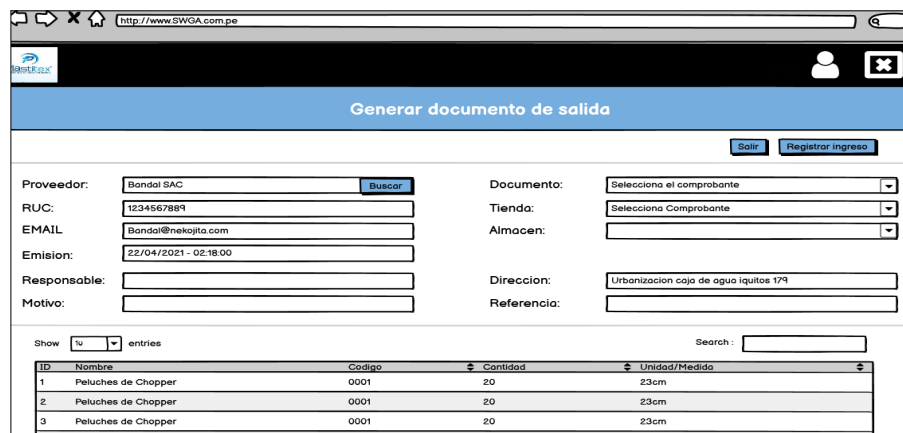 http://www.SWGA.com.pe
Mastitex
Generar documento de salida
Salir Registrar ingreso
Proveedor: Bandal SAC Buscar Documento: Selecciona el comprobante
RUC: 1234567889 Tienda: Selecciona Comprobante
EMAIL Bandal@nekojita.com Almacen:
Emision: 22/04/2021 - 02:18:00
Responsable: Direccion: Urbanizacion caja de agua iquitos 179
Motivo: Referencia:
Show 10 entries Search :
ID Nombre Codigo Cantidad Unidad/Medida
1 Peluches de Chopper 0001 20 23cm
2 Peluches de Chopper 0001 20 23cm
3 Peluches de Chopper 0001 20 23cm